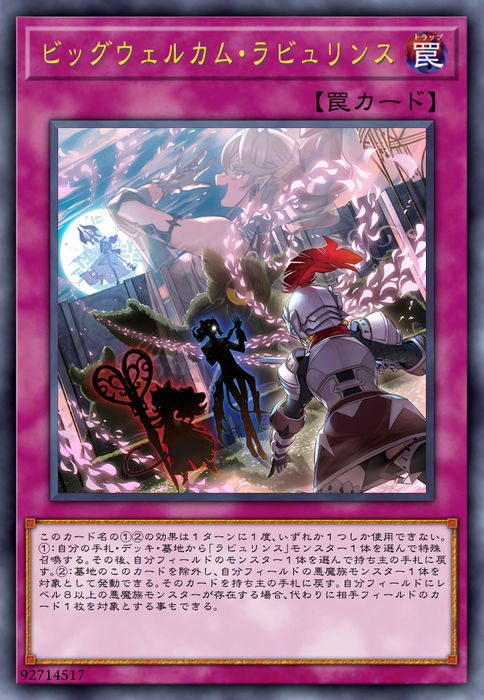 ビッグウェルカム・ラビュリンス
トラップ
罠
【罠カード】
このカード名の①②の効果は１ターンに１度、いずれか１つしか使用できない。
①：自分の手札・デッキ・墓地から「ラビュリンス」モンスター１体を選んで特殊
召喚する。その後、自分フィールドのモンスター１体を選んで持ち主の手札に戻
す。②：墓地のこのカードを除外し、自分フィールドの悪魔族モンスター１体を
対象として発動できる。そのカードを持ち主の手札に戻す。自分フィールドにレ
ベル８以上の悪魔族モンスターが存在する場合、代わりに相手フィールドのカ
ード１枚を対象とする事もできる。
92714517